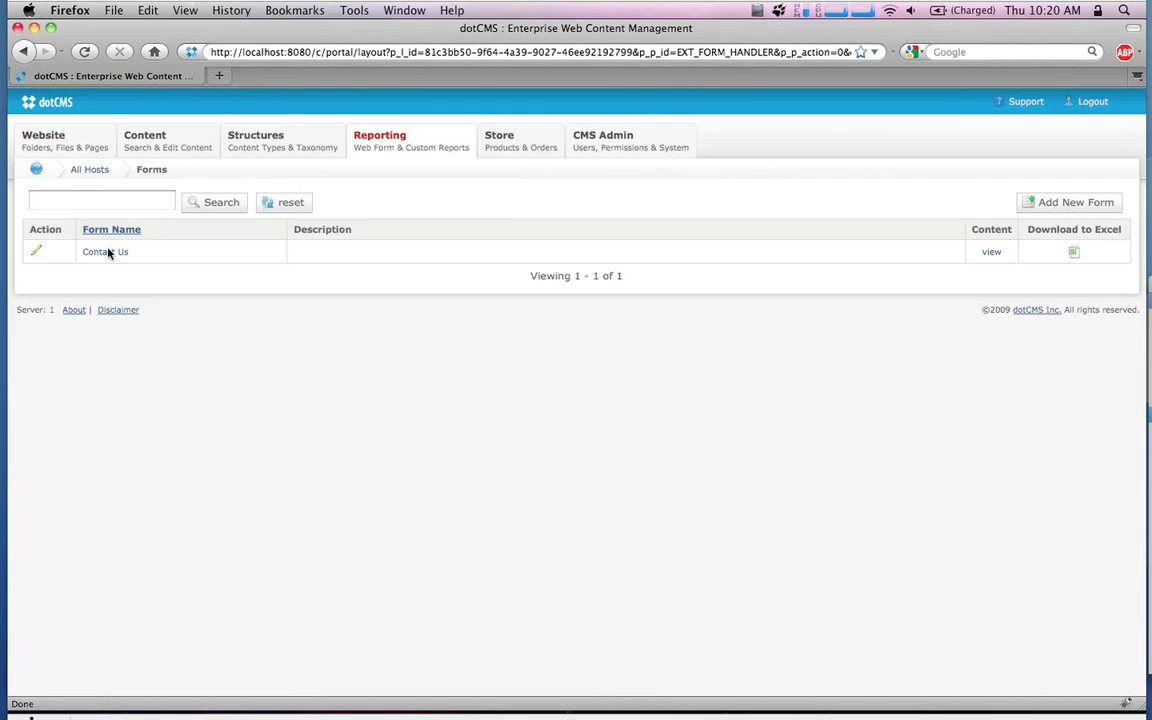 Firefox File Edit View History Bookmarks Tools Window Help (Charged) Thu 10:20 AM
dotCMS : Enterprise Web Content Management
http://localhost:8080/c/portal/layout?p_l_id=81c3bb50-9f64-4a39-9027-46ee92192799&p_p_id=EXT_FORM_HANDLER&p_p_action=0& Google ABP
dotCMS : Enterprise Web Content ...
dotCMS Support Logout
Website Content Structures Reporting Store CMS Admin
Folders, Files & Pages Search & Edit Content Content Types & Taxonomy Web Form & Custom Reports Products & Orders Users, Permissions & System
All Hosts Forms
Search reset Add New Form
Action Form Name Description Content Download to Excel
Contact Us view
Viewing 1 - 1 of 1
Server: 1 About | Disclaimer ©2009 dotCMS Inc. All rights reserved.
Done